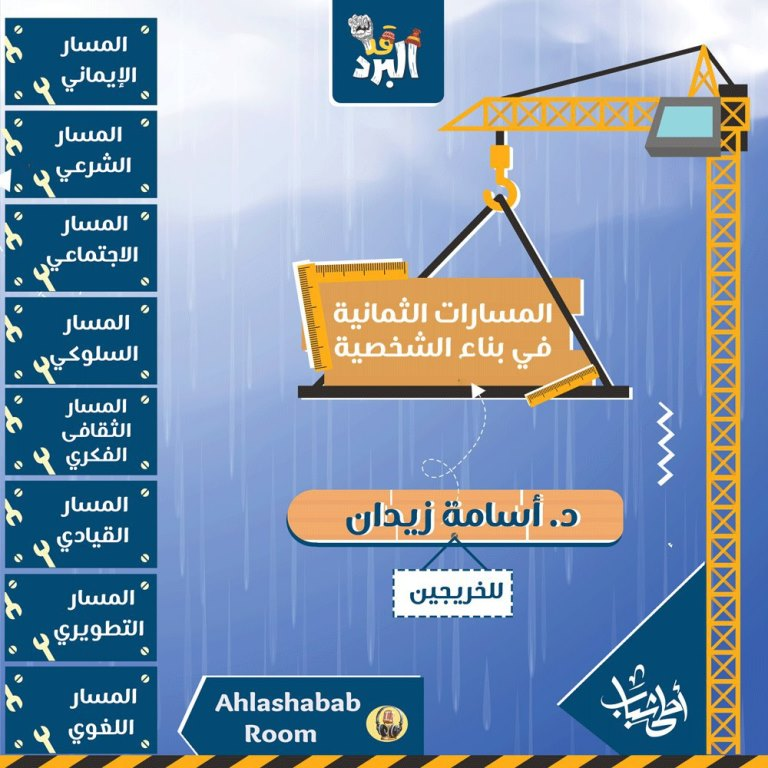 قد
البرد
المسارات الثمانية
في بناء الشخصية
د. أسامة زيدان
للخريجين
المسار
الإيماني
المسار
الشرعي
المسار
الاجتماعي
المسار
السلوكي
المسار
الثقافى
الفكري
المسار
القيادي
المسار
التطويري
المسار
اللغوي
Ahlashabab
Room
أحلى شباب